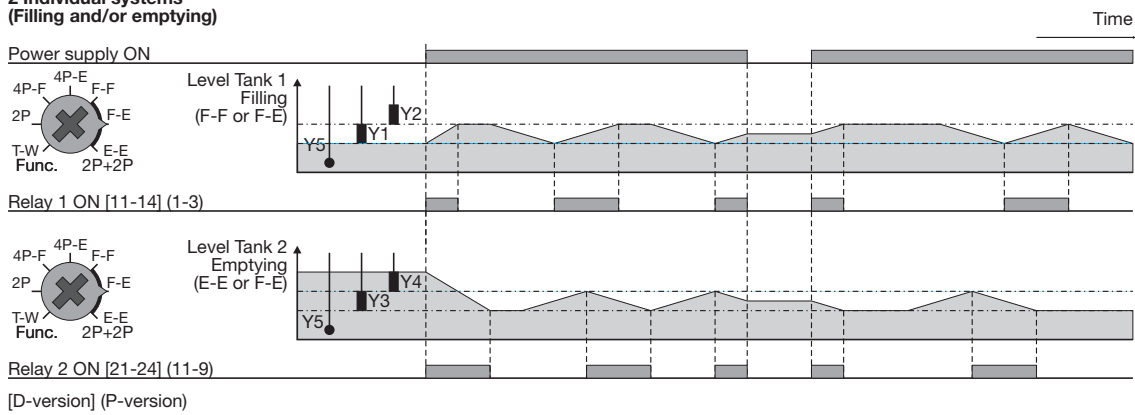 2 individual systems
(Filling and/or emptying)
Time
Power supply ON
4P-F 4P-E F-F
2P F-E
T-W E-E
Func. 2P+2P
Level Tank 1
Filling
(F-F or F-E)
Y5 Y1 Y2
Relay 1 ON [11-14] (1-3)
4P-F 4P-E F-F
2P F-E
T-W E-E
Func. 2P+2P
Level Tank 2
Emptying
(E-E or F-E)
Y5 Y3 Y4
Relay 2 ON [21-24] (11-9)
[D-version] (P-version)